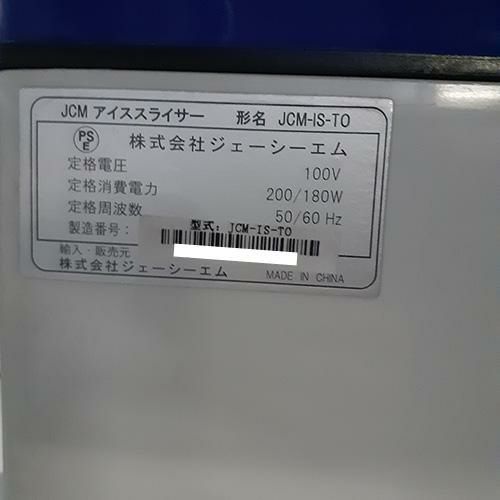 JCM アイススライサー 形名 JCM-IS-TO
PS
E
株式会社ジェーシーエム
定格電圧 100V
定格消費電力 200/180W
定格周波数 50/60 Hz
製造番号:
型式: JCM-IS-TO
輸入・販売元
株式会社ジェーシーエム MADE IN CHINA